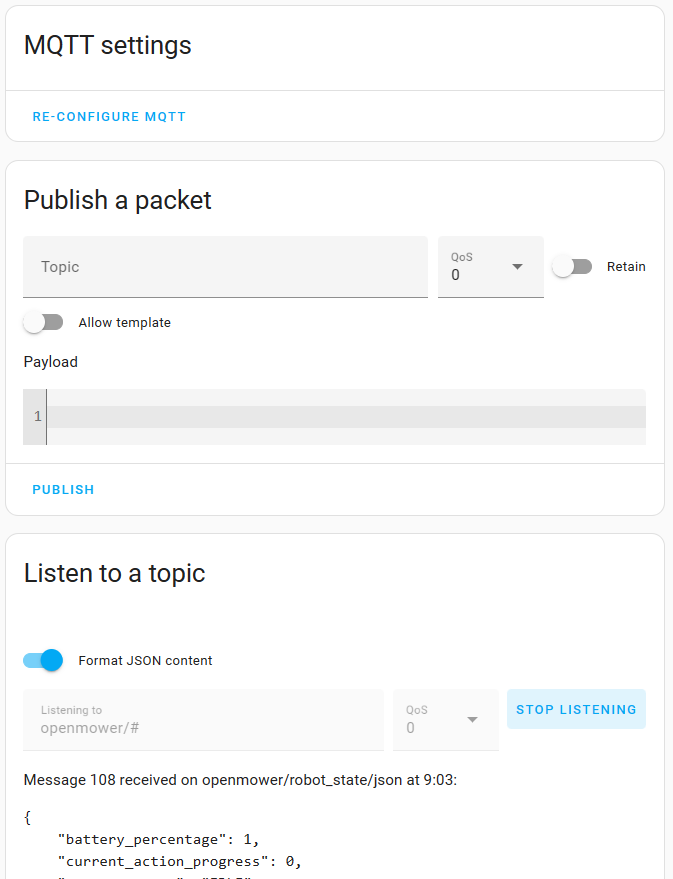 MQTT settings
RE-CONFIGURE MQTT
Publish a packet
Topic
QoS
0
Retain
Allow template
Payload
1
PUBLISH
Listen to a topic
Format JSON content
Listening to
openmower/#
QoS
0
STOP LISTENING
Message 108 received on openmower/robot_state/json at 9:03:
{
"battery_percentage": 1,
"current_action_progress": 0,